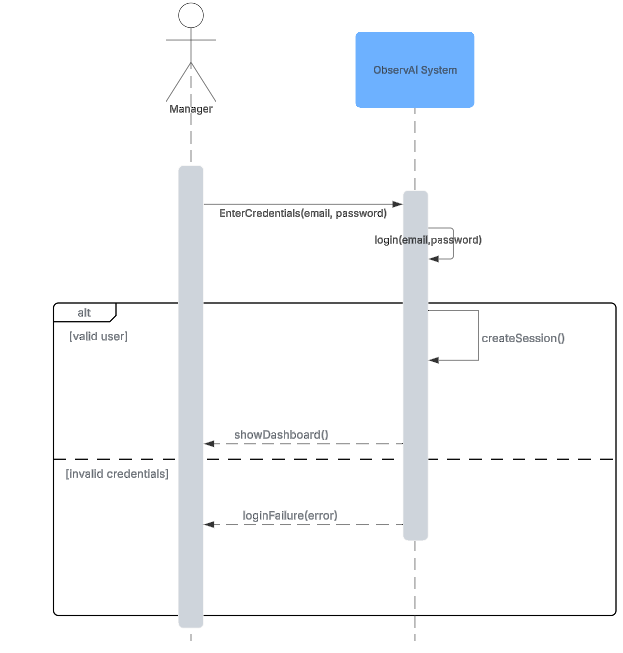 ObservAI System
Manager
EnterCredentials(email, password)
login(email,password)
alt
[valid user]
createSession()
showDashboard()
[invalid credentials]
loginFailure(error)